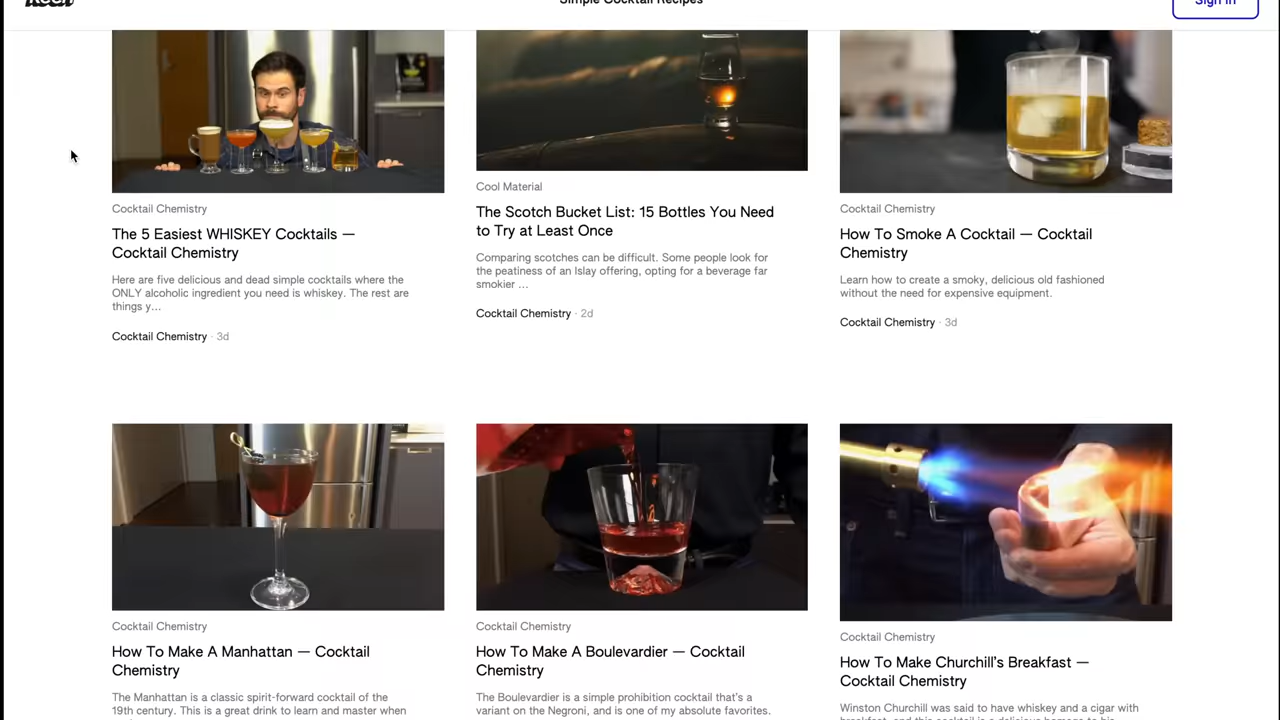 Simple Cocktail Recipes
Sign In
Cocktail Chemistry
The 5 Easiest WHISKEY Cocktails —
Cocktail Chemistry
Here are five delicious and dead simple cocktails where the
ONLY alcoholic ingredient you need is whiskey. The rest are
things y...
Cocktail Chemistry · 3d
Cool Material
The Scotch Bucket List: 15 Bottles You Need
to Try at Least Once
Comparing scotches can be difficult. Some people look for
the peatiness of an Islay offering, opting for a beverage far
smokier ...
Cocktail Chemistry · 2d
Cocktail Chemistry
How To Smoke A Cocktail — Cocktail
Chemistry
Learn how to create a smoky, delicious old fashioned
without the need for expensive equipment.
Cocktail Chemistry · 3d
Cocktail Chemistry
How To Make A Manhattan — Cocktail
Chemistry
The Manhattan is a classic spirit-forward cocktail of the
19th century. This is a great drink to learn and master when
Cocktail Chemistry
How To Make A Boulevardier — Cocktail
Chemistry
The Boulevardier is a simple prohibition cocktail that's a
variant on the Negroni, and is one of my absolute favorites.
Cocktail Chemistry
How To Make Churchill's Breakfast —
Cocktail Chemistry
Winston Churchill was said to have whiskey and a cigar with
breakfast, and this cocktail is a delicious homage to his